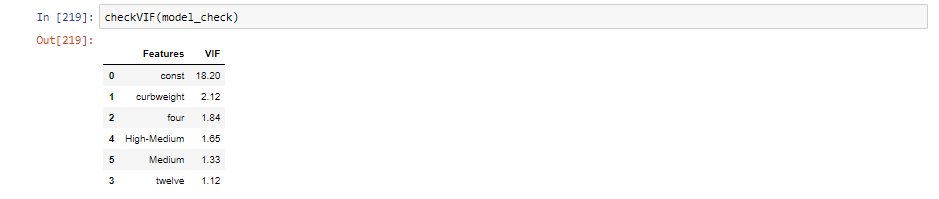 In [219]: checkVIF(model_check)
Out[219]:
Features VIF
0 const 18.20
1 curbweight 2.12
2 four 1.84
4 High-Medium 1.65
5 Medium 1.33
3 twelve 1.12